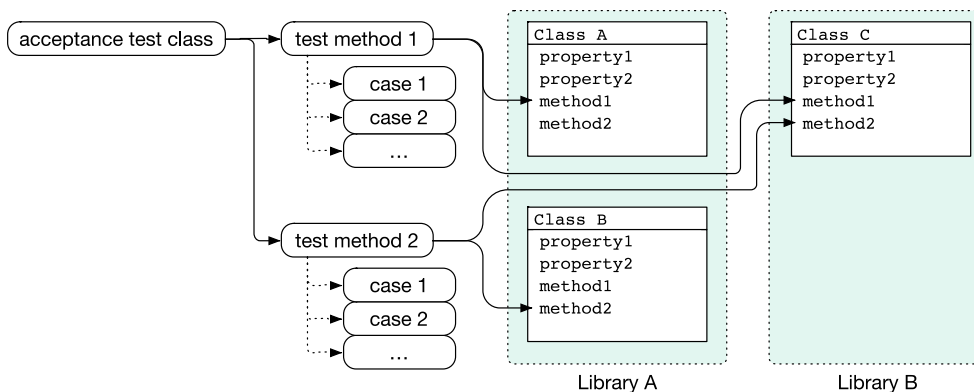 acceptance test class
test method 1
case 1
case 2
...
test method 2
case 1
case 2
...
Class A
property1
property2
method1
method2
Class B
property1
property2
method1
method2
Library A
Class C
property1
property2
method1
method2
Library B